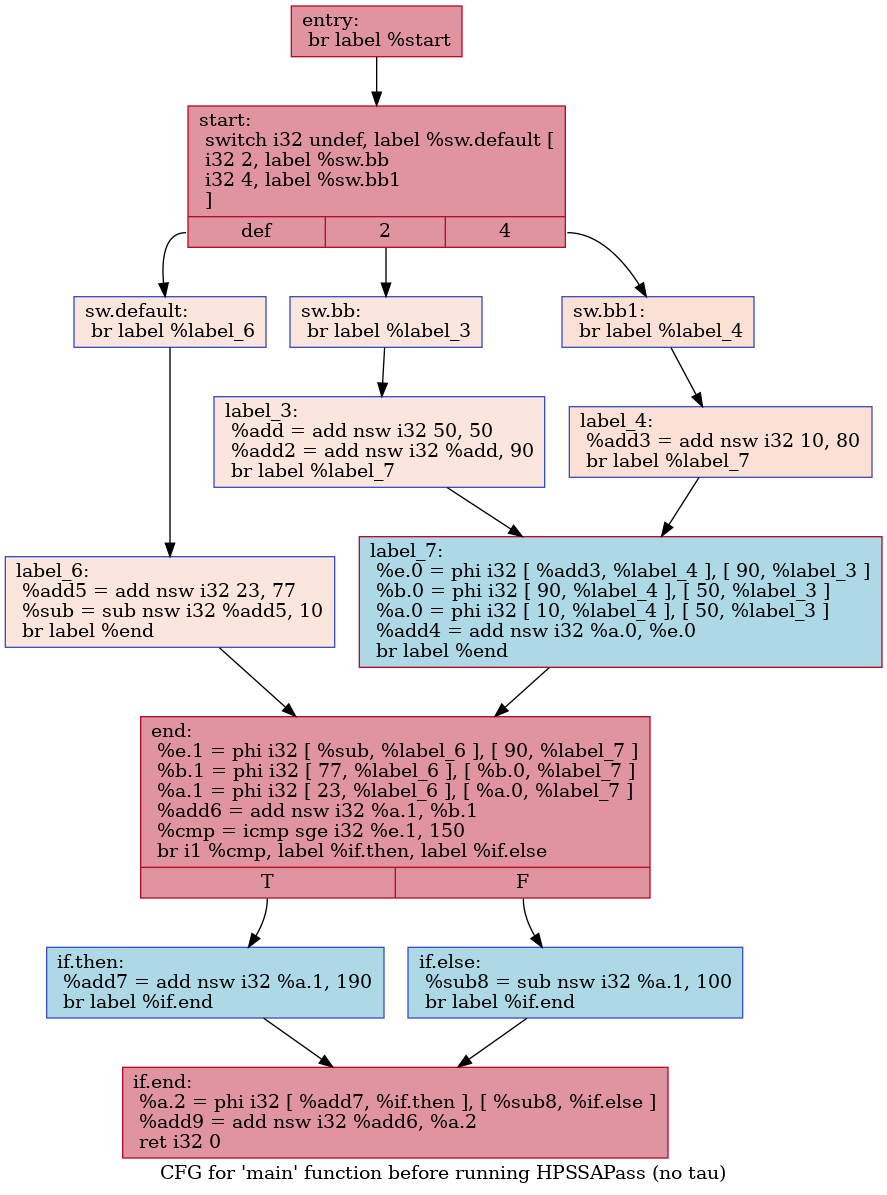 entry:
br label %start
start:
switch i32 undef, label %sw.default [
i32 2, label %sw.bb
i32 4, label %sw.bb1
]
def
2
4
sw.default:
br label %label_6
sw.bb:
br label %label_3
sw.bb1:
br label %label_4
label_3:
%add = add nsw i32 50, 50
%add2 = add nsw i32 %add, 90
br label %label_7
label_4:
%add3 = add nsw i32 10, 80
br label %label_7
label_6:
%add5 = add nsw i32 23, 77
%sub = sub nsw i32 %add5, 10
br label %end
label_7:
%e.0 = phi i32 [ %add3, %label_4 ], [ 90, %label_3 ]
%b.0 = phi i32 [ 90, %label_4 ], [ 50, %label_3 ]
%a.0 = phi i32 [ 10, %label_4 ], [ 50, %label_3 ]
%add4 = add nsw i32 %a.0, %e.0
br label %end
end:
%e.1 = phi i32 [ %sub, %label_6 ], [ 90, %label_7 ]
%b.1 = phi i32 [ 77, %label_6 ], [ %b.0, %label_7 ]
%a.1 = phi i32 [ 23, %label_6 ], [ %a.0, %label_7 ]
%add6 = add nsw i32 %a.1, %b.1
%cmp = icmp sge i32 %e.1, 150
br i1 %cmp, label %if.then, label %if.else
T
F
if.then:
%add7 = add nsw i32 %a.1, 190
br label %if.end
if.else:
%sub8 = sub nsw i32 %a.1, 100
br label %if.end
if.end:
%a.2 = phi i32 [ %add7, %if.then ], [ %sub8, %if.else ]
%add9 = add nsw i32 %add6, %a.2
ret i32 0
CFG for 'main' function before running HPSSAPass (no tau)